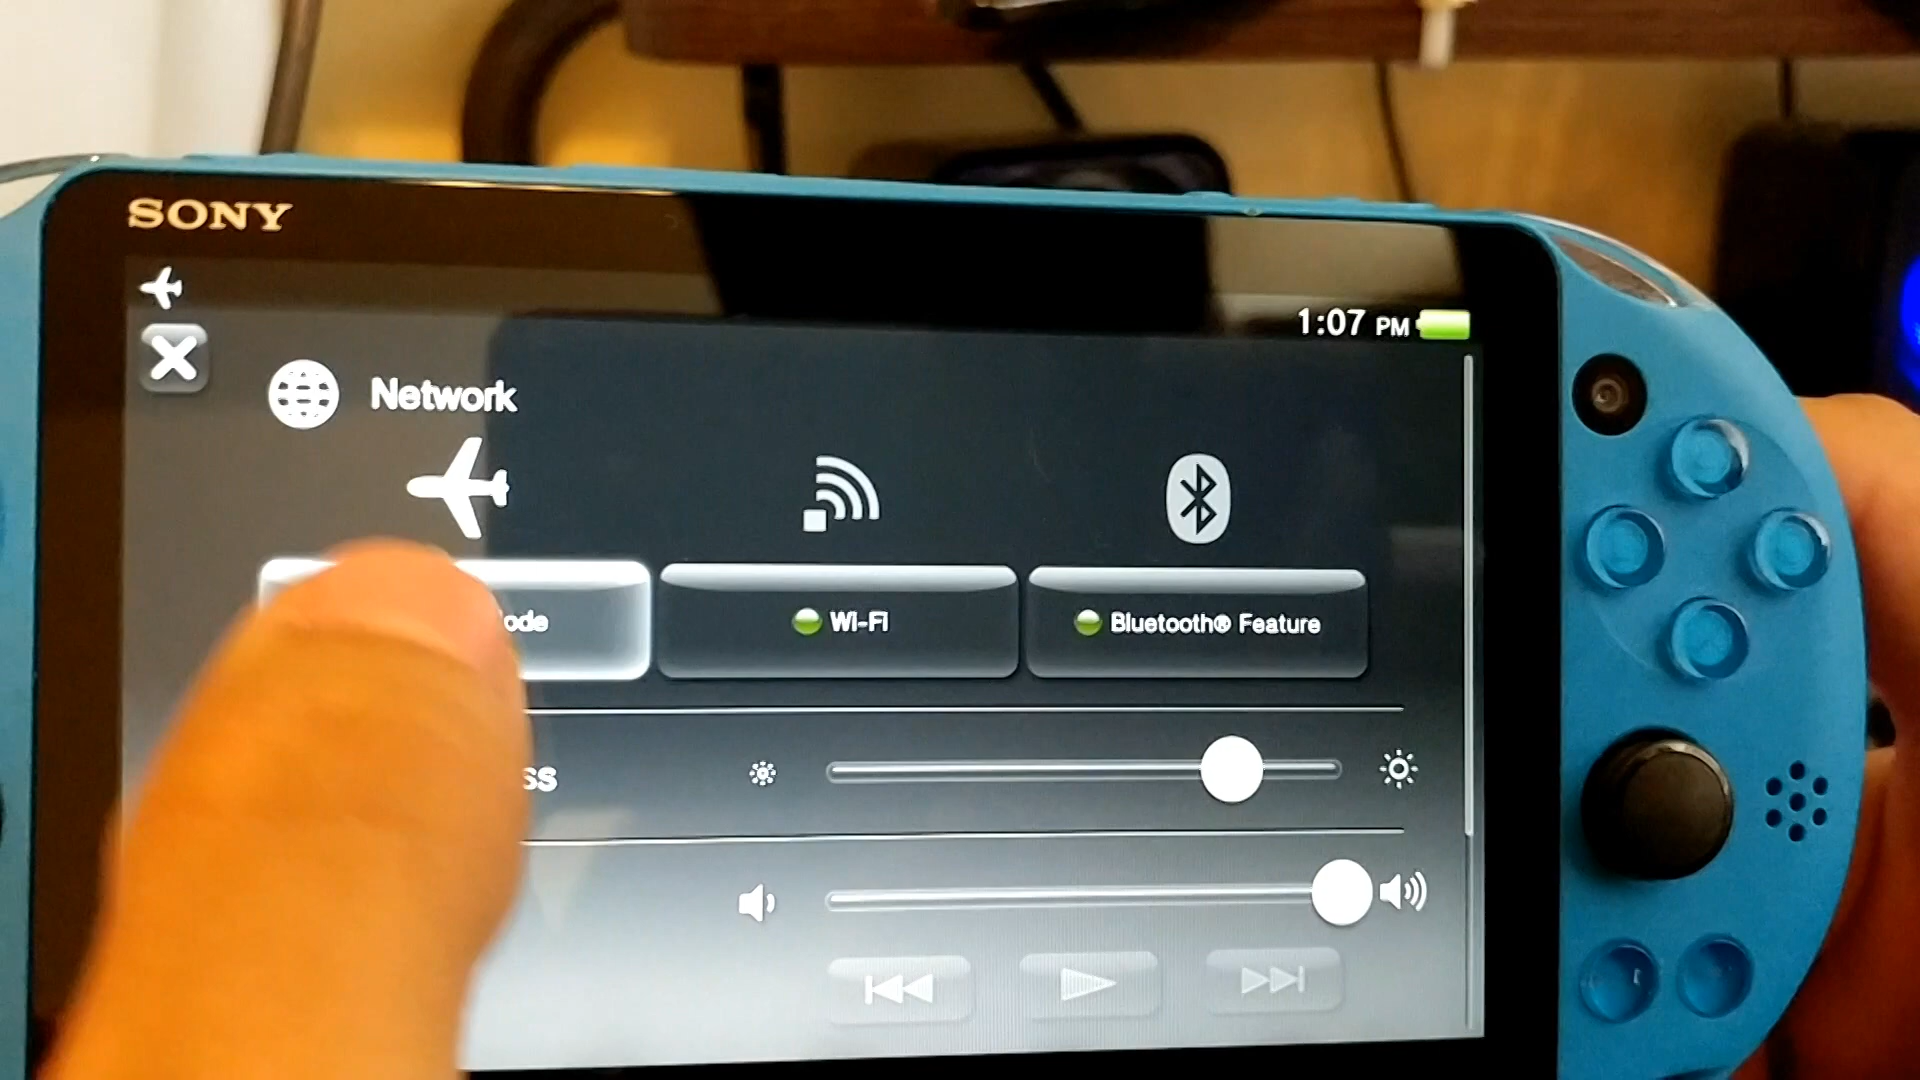 SONY
1:07 PM
Network
Wi-Fi
Bluetooth® Feature